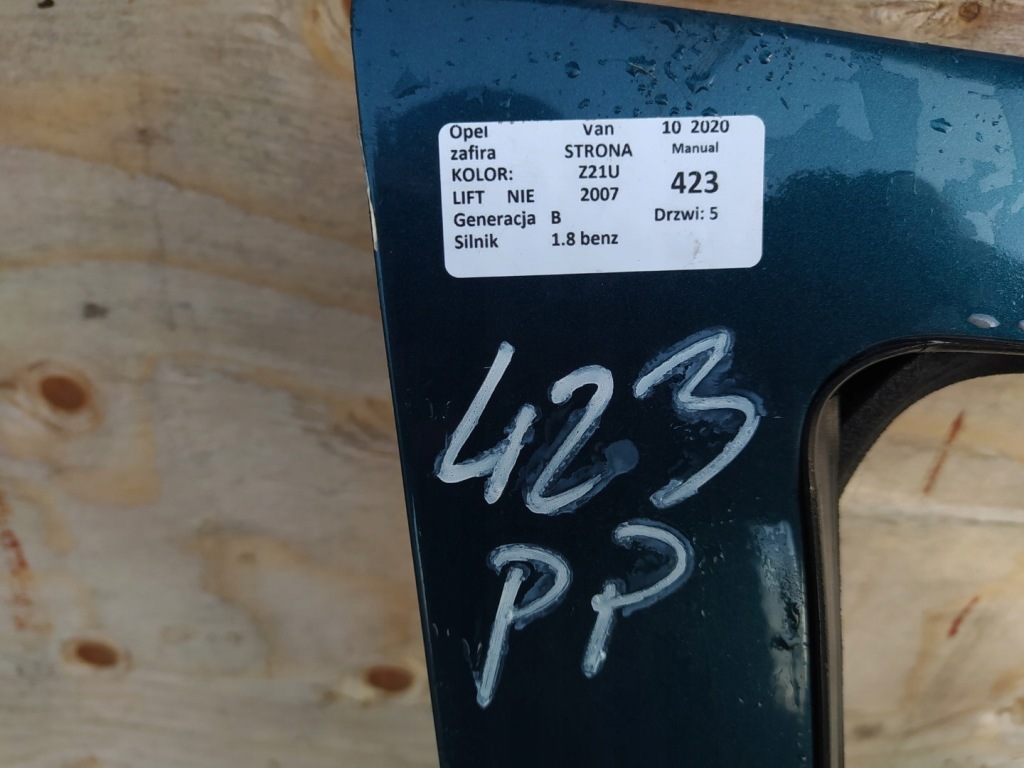 Opel Van 10 2020
zafira STRONA Manual
KOLOR: Z21U 423
LIFT NIE 2007
Generacja B Drzwi: 5
Silnik 1.8 benz
423
PP